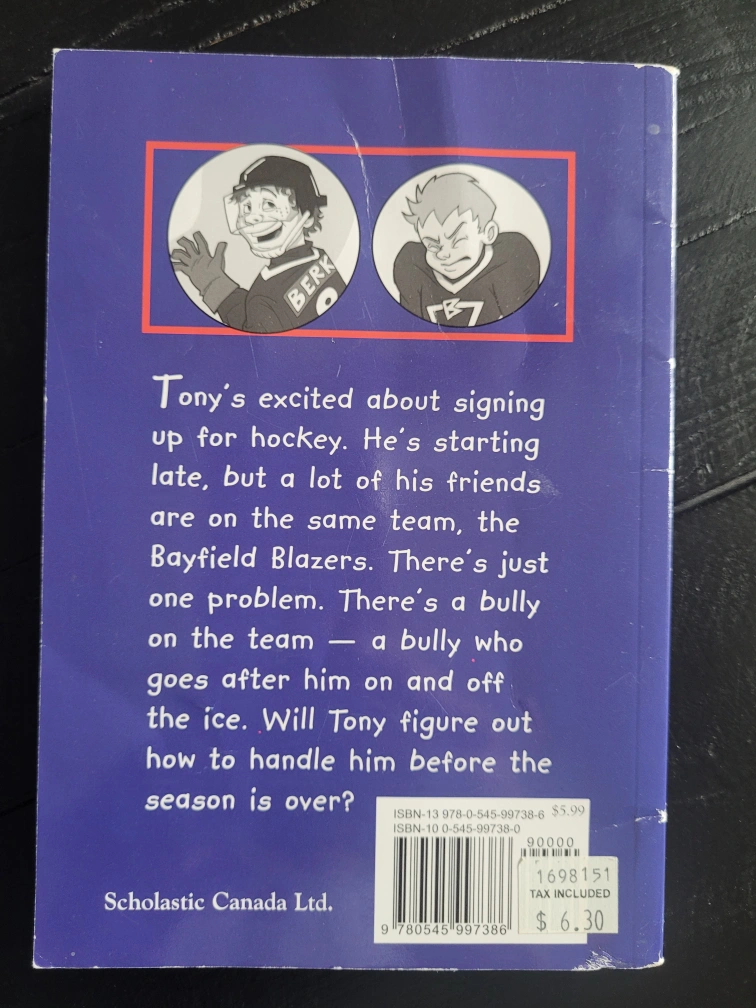 BERK
B
Tony's excited about signing
up for hockey. He's starting
late, but a lot of his friends
are on the same team, the
Bayfield Blazers. There's just
one problem. There's a bully
on the team — a bully who
goes after him on and off
the ice. Will Tony figure out
how to handle him before the
season is over?
ISBN-13 978-0-545-99738-6 $5.99
ISBN-10 0-545-99738-0
90000
1698151
TAX INCLUDED
$ 6.30
9 780545 997386
Scholastic Canada Ltd.